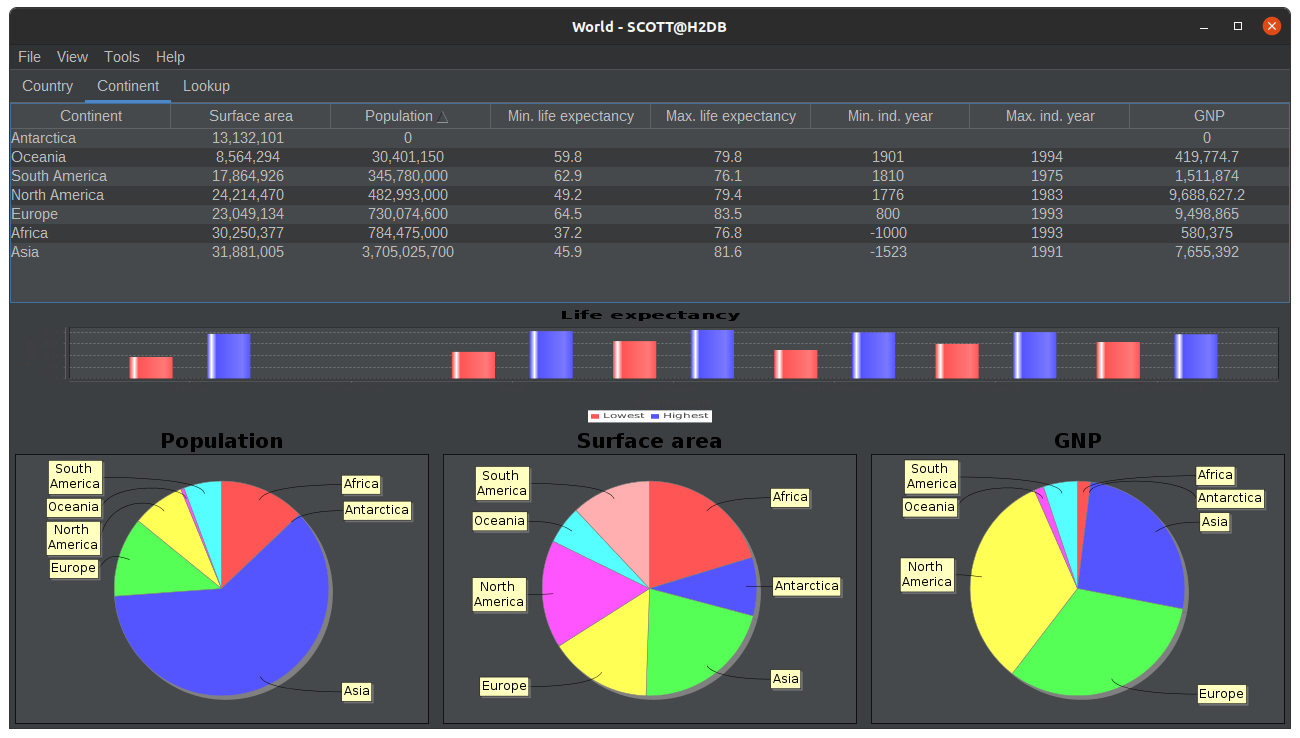 World - SCOTT@H2DB
File View Tools Help
Country Continent Lookup
Continent Surface area Population △ Min. life expectancy Max. life expectancy Min. ind. year Max. ind. year GNP
Antarctica 13,132,101 0 0
Oceania 8,564,294 30,401,150 59.8 79.8 1901 1994 419,774.7
South America 17,864,926 345,780,000 62.9 76.1 1810 1975 1,511,874
North America 24,214,470 482,993,000 49.2 79.4 1776 1983 9,688,627.2
Europe 23,049,134 730,074,600 64.5 83.5 800 1993 9,498,865
Africa 30,250,377 784,475,000 37.2 76.8 -1000 1993 580,375
Asia 31,881,005 3,705,025,700 45.9 81.6 -1523 1991 7,655,392
Life expectancy
Lowest Highest
Population
South
America
Oceania
North
America
Europe
Africa
Antarctica
Asia
Surface area
South
America
Oceania
North
America
Europe
Africa
Antarctica
Asia
GNP
South
America
Oceania
North
America
Africa
Antarctica
Asia
Europe